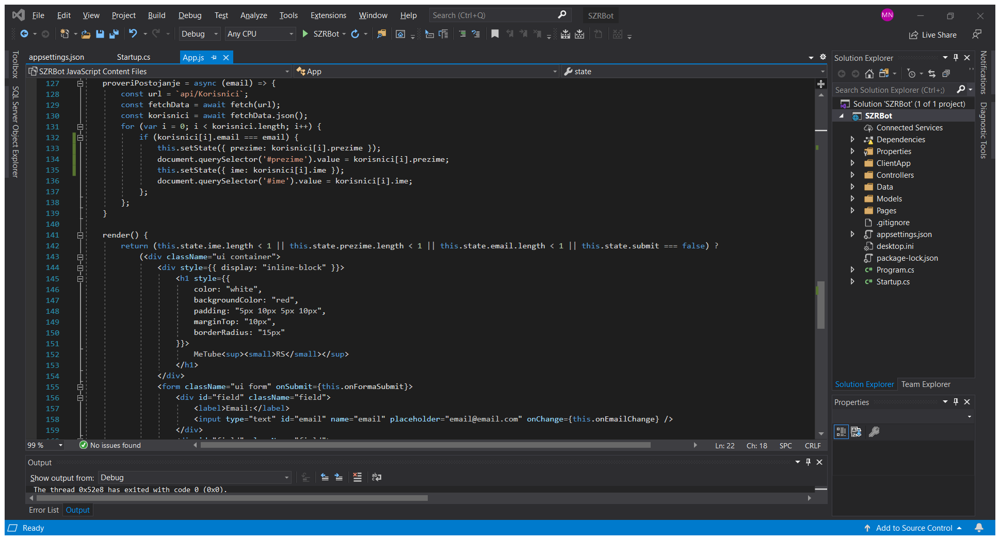 File Edit View Project Build Debug Test Analyze Tools Extensions Window Help Search (Ctrl+Q) SZRBot MN
Debug Any CPU SZRBot Live Share
Toolbox
SQL Server Object Explorer
appsettings.json Startup.cs App.js
SZRBot JavaScript Content Files App state
127 proveriPostojanje = async (email) => {
128 const url = `api/Korisnici`;
129 const fetchData = await fetch(url);
130 const korisnici = await fetchData.json();
131 for (var i = 0; i < korisnici.length; i++) {
132 if (korisnici[i].email === email) {
133 this.setState({ prezime: korisnici[i].prezime });
134 document.querySelector('#prezime').value = korisnici[i].prezime;
135 this.setState({ ime: korisnici[i].ime });
136 document.querySelector('#ime').value = korisnici[i].ime;
137 };
138 };
139 }
140
141 render() {
142 return (this.state.ime.length < 1 || this.state.prezime.length < 1 || this.state.email.length < 1 || this.state.submit === false) ?
143 (<div className="ui container">
144 <div style={{ display: "inline-block" }}>
145 <h1 style={{
146 color: "white",
147 backgroundColor: "red",
148 padding: "5px 10px 5px 10px",
149 marginTop: "10px",
150 borderRadius: "15px"
151 }}>
152 MeTube<sup><small>RS</small></sup>
153 </h1>
154 </div>
155 <form className="ui form" onSubmit={this.onFormaSubmit}>
156 <div id="field" className="field">
157 <label>Email:</label>
158 <input type="text" id="email" name="email" placeholder="email@email.com" onChange={this.onEmailChange} />
159 </div>
99 % No issues found Ln: 22 Ch: 18 SPC CRLF
Output
Show output from: Debug
The thread 0x52e8 has exited with code 0 (0x0).
Error List Output
Solution Explorer
Search Solution Explorer (Ctrl+;)
Solution 'SZRBot' (1 of 1 project)
SZRBot
Connected Services
Dependencies
Properties
ClientApp
Controllers
Data
Models
Pages
.gitignore
appsettings.json
desktop.ini
package-lock.json
C# Program.cs
C# Startup.cs
Solution Explorer Team Explorer
Properties
Notifications
Diagnostic Tools
Ready Add to Source Control